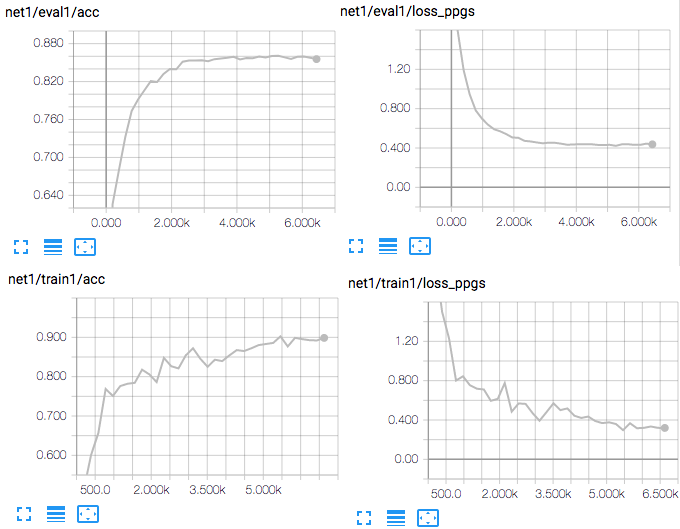 net1/eval1/acc
0.880
0.820
0.760
0.700
0.640
0.000 2.000k 4.000k 6.000k
net1/eval1/loss_ppgs
1.20
0.800
0.400
0.00
0.000 2.000k 4.000k 6.000k
net1/train1/acc
0.900
0.800
0.700
0.600
500.0 2.000k 3.500k 5.000k
net1/train1/loss_ppgs
1.20
0.800
0.400
0.00
500.0 2.000k 3.500k 5.000k 6.500k